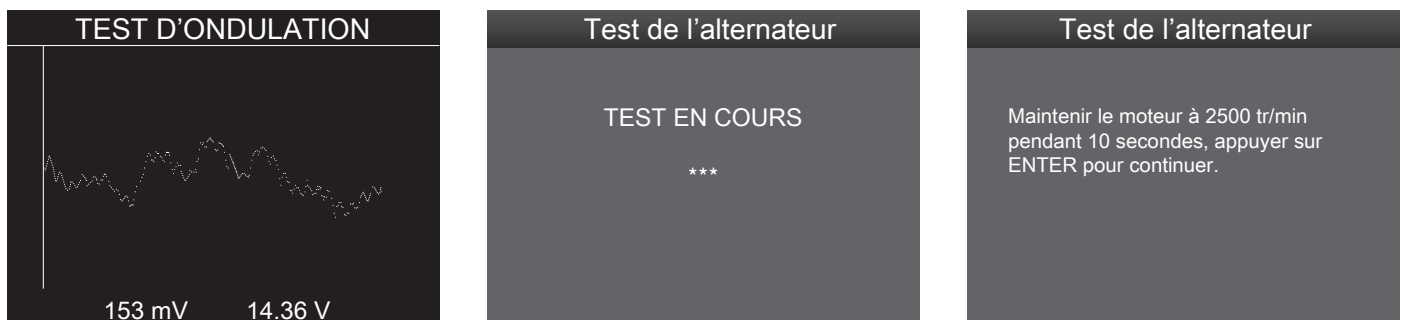 TEST D’ONDULATION
153 mV 14.36 V
Test de l’alternateur
TEST EN COURS
***
Test de l’alternateur
Maintenir le moteur à 2500 tr/min
pendant 10 secondes, appuyer sur
ENTER pour continuer.